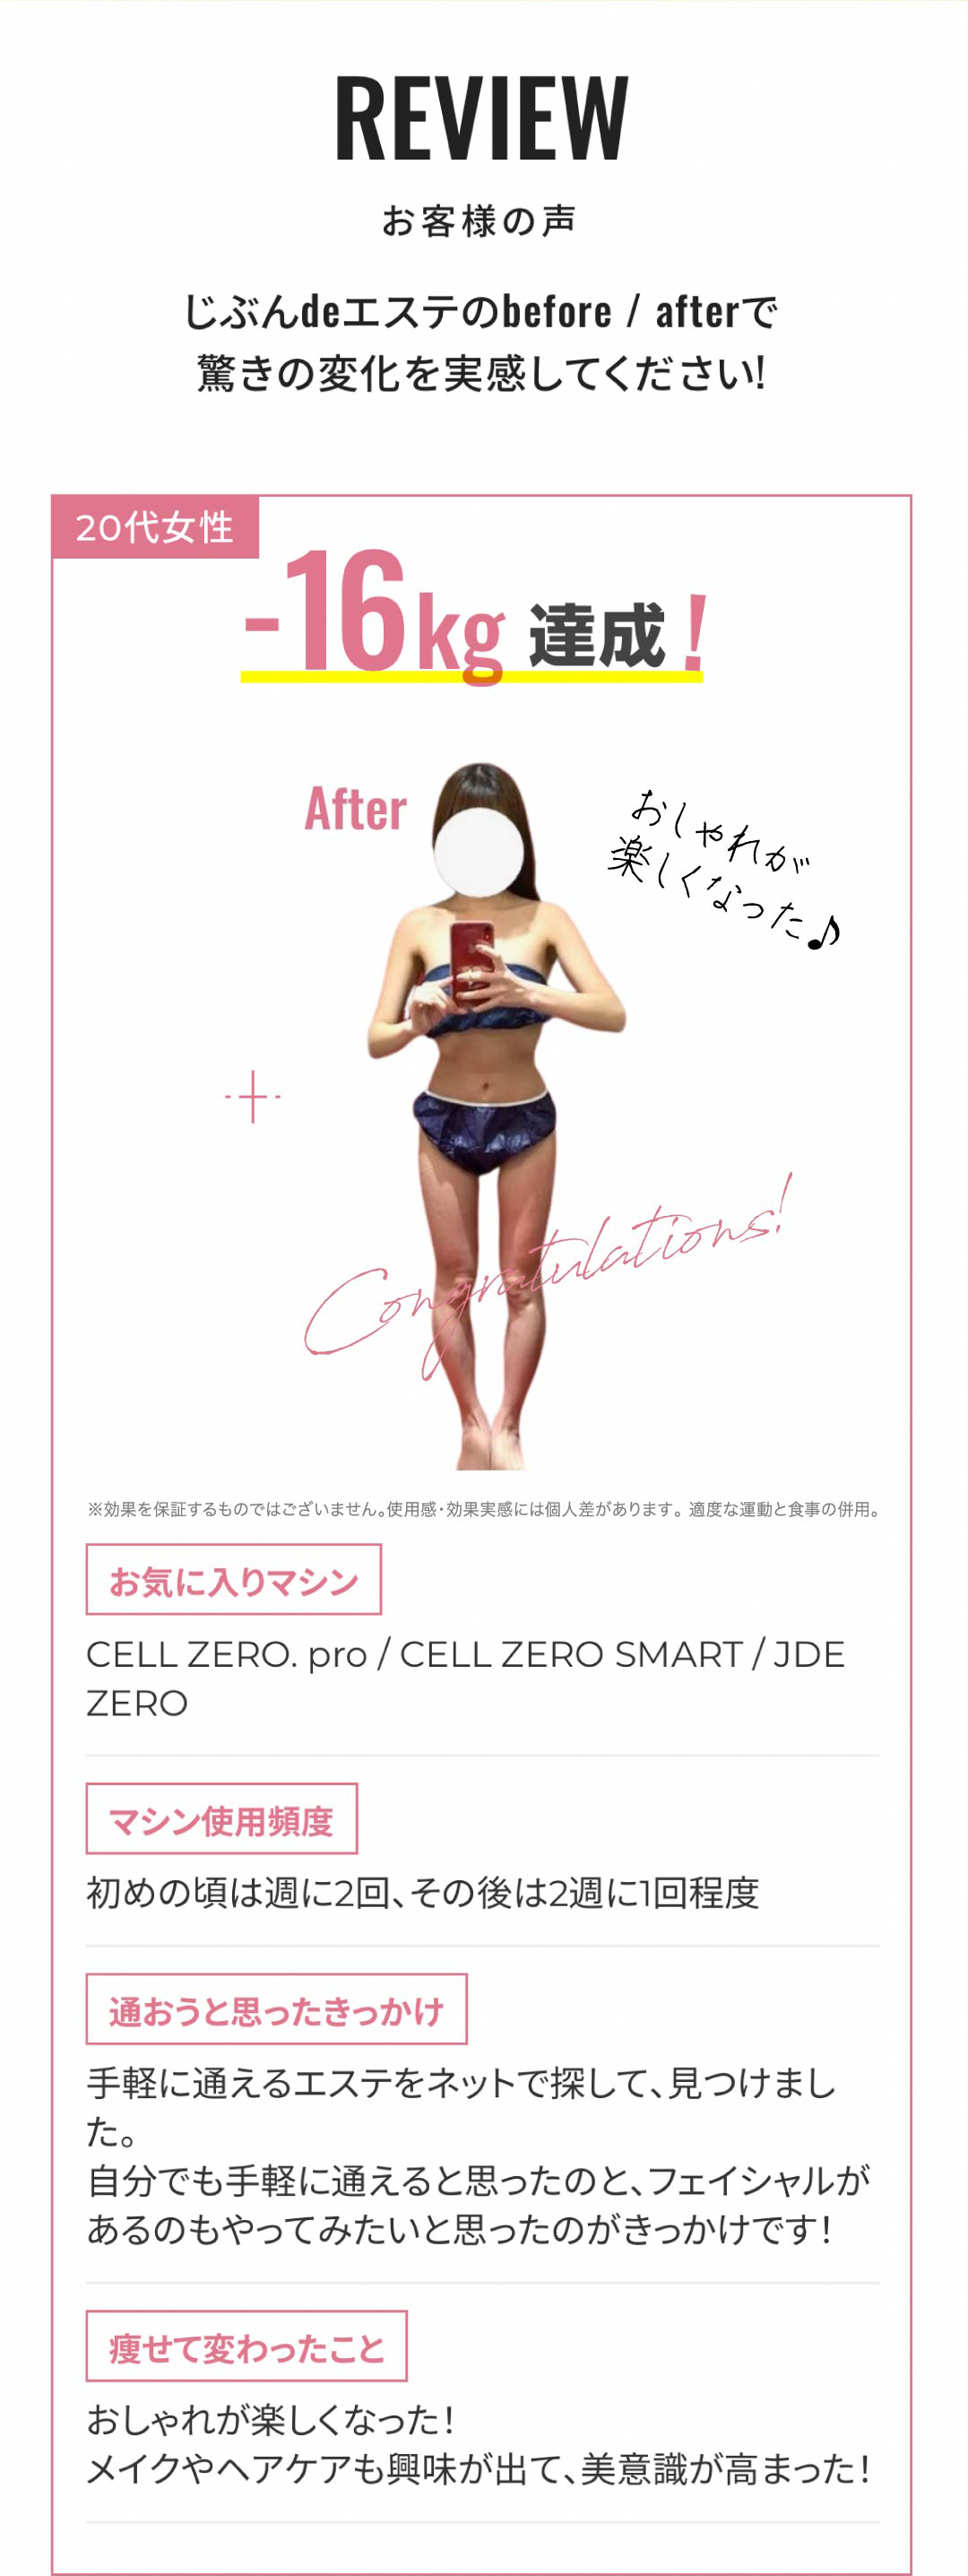 REVIEW
お客様の声
じぶんdeエステのbefore / afterで
驚きの変化を実感してください!
20代女性
-16kg 達成!
After
おしゃれが
楽しくなった♪
Congratulations!
※効果を保証するものではございません。使用感・効果実感には個人差があります。適度な運動と食事の併用。
お気に入りマシン
CELL ZERO. pro / CELL ZERO SMART / JDE
ZERO
マシン使用頻度
初めの頃は週に2回、その後は2週に1回程度
通おうと思ったきっかけ
手軽に通えるエステをネットで探して、見つけまし
た。
自分でも手軽に通えると思ったのと、フェイシャルが
あるのもやってみたいと思ったのがきっかけです!
痩せて変わったこと
おしゃれが楽しくなった!
メイクやヘアケアも興味が出て、美意識が高まった!